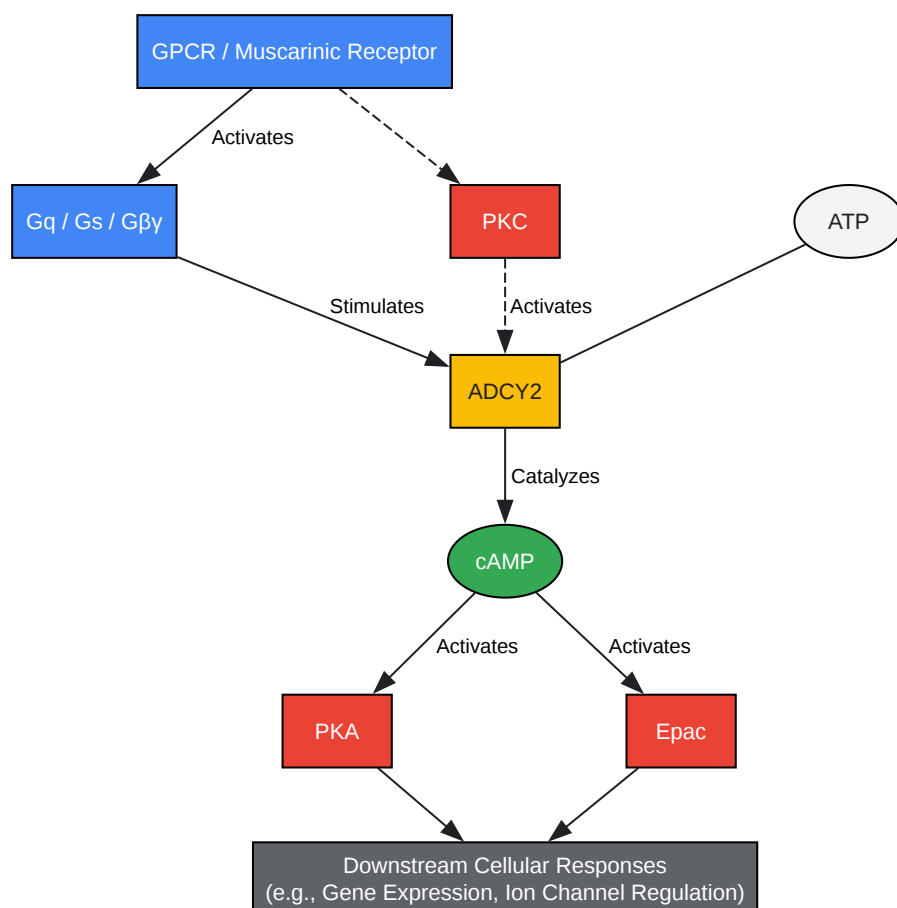 GPCR / Muscarinic Receptor
Activates
Gq / Gs / Gβγ
PKC
ATP
Stimulates
Activates
ADCY2
Catalyzes
cAMP
Activates
Activates
PKA
Epac
Downstream Cellular Responses
(e.g., Gene Expression, Ion Channel Regulation)